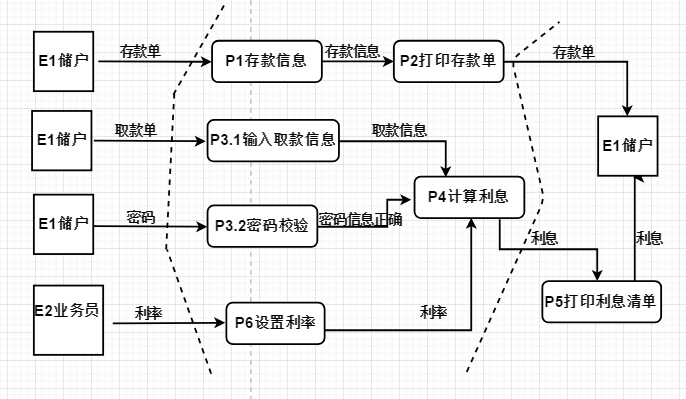 E1储户
存款单
P1存款信息
存款信息
P2打印存款单
存款单
E1储户
取款单
P3.1输入取款信息
取款信息
E1储户
P4计算利息
E1储户
密码
P3.2密码校验
密码信息正确
利息
利息
E2业务员
利率
P6设置利率
利率
P5打印利息清单